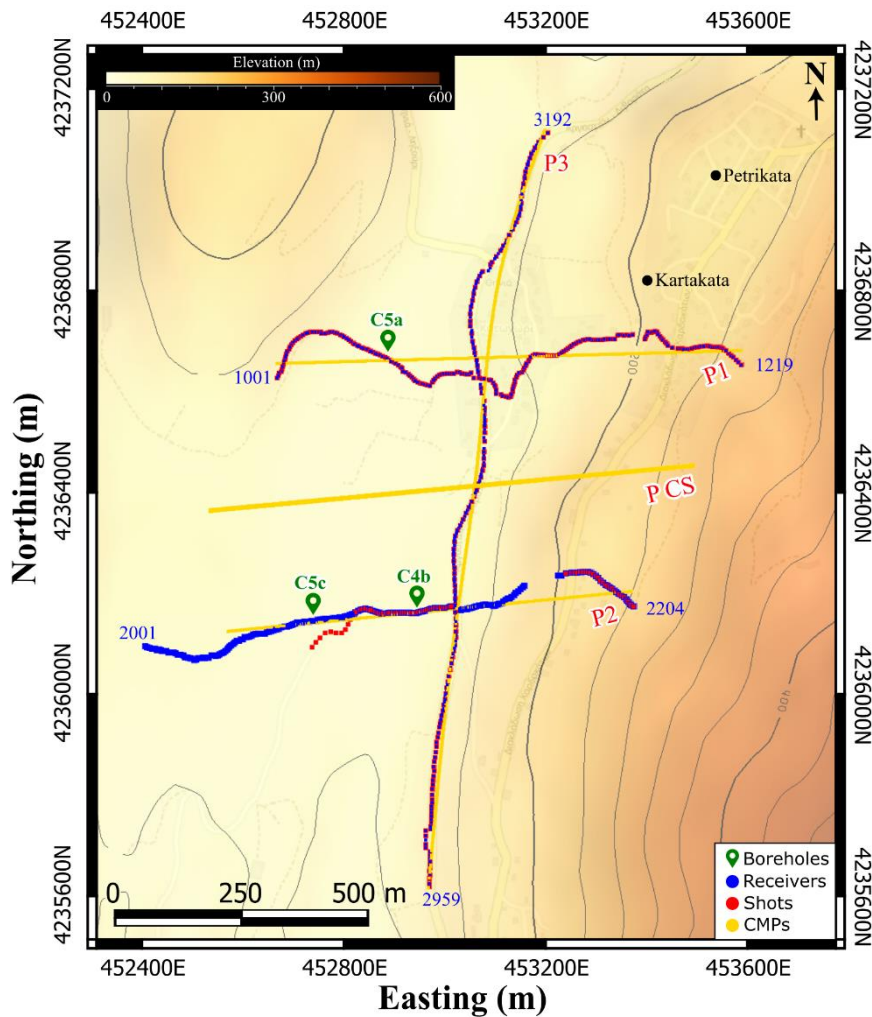 452400E 452800E 453200E 453600E
4237200N
4237200N
Elevation (m)
0 300 600
N
3192
P3
Petrikata
Kartakata
4236800N
4236800N
C5a
1001
P1
1219
200
P CS
4236400N
4236400N
C5c
C4b
2001
P2
2204
4236000N
4236000N
400
2959
Boreholes
Receivers
Shots
CMPs
0 250 500 m
4235600N
4235600N
452400E 452800E 453200E 453600E
Northing (m)
Easting (m)